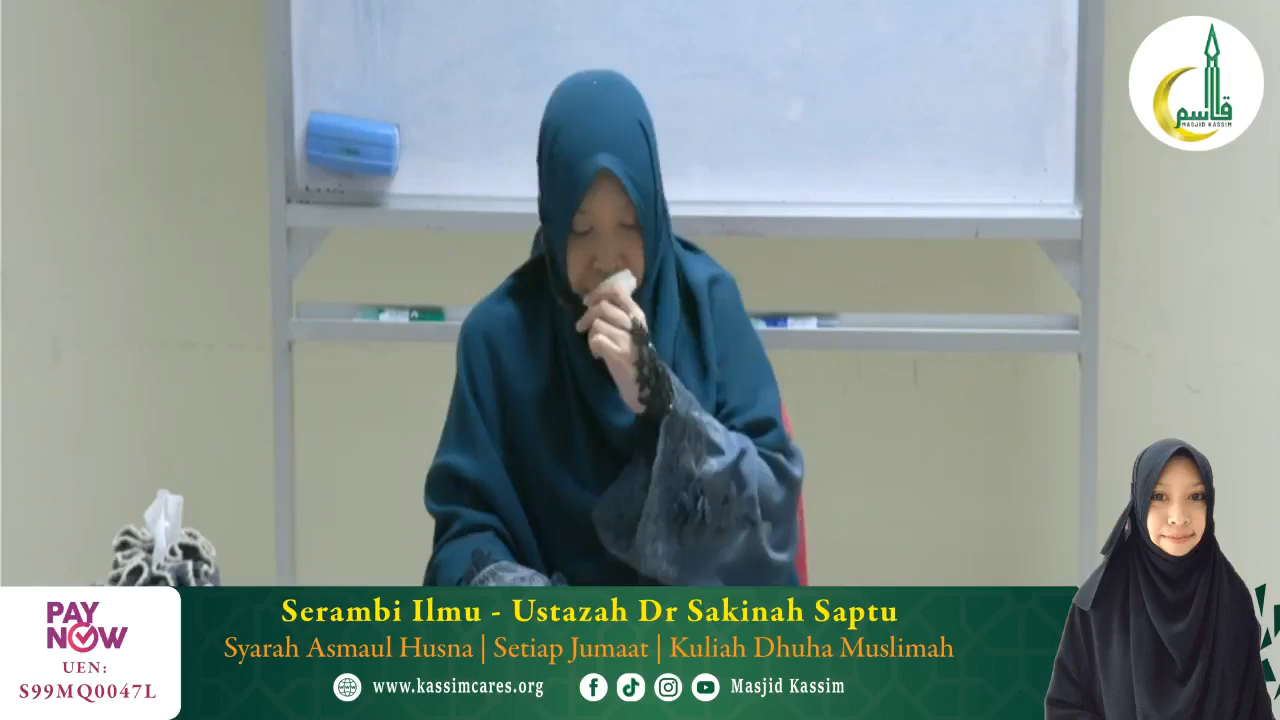 قاسم
MASJID KASSIM
Serambi Ilmu - Ustazah Dr Sakinah Saptu
Syarah Asmaul Husna | Setiap Jumaat | Kuliah Dhuha Muslimah
www.kassimcares.org
Masjid Kassim
PAY
NOW
UEN:
S99MQ0047L